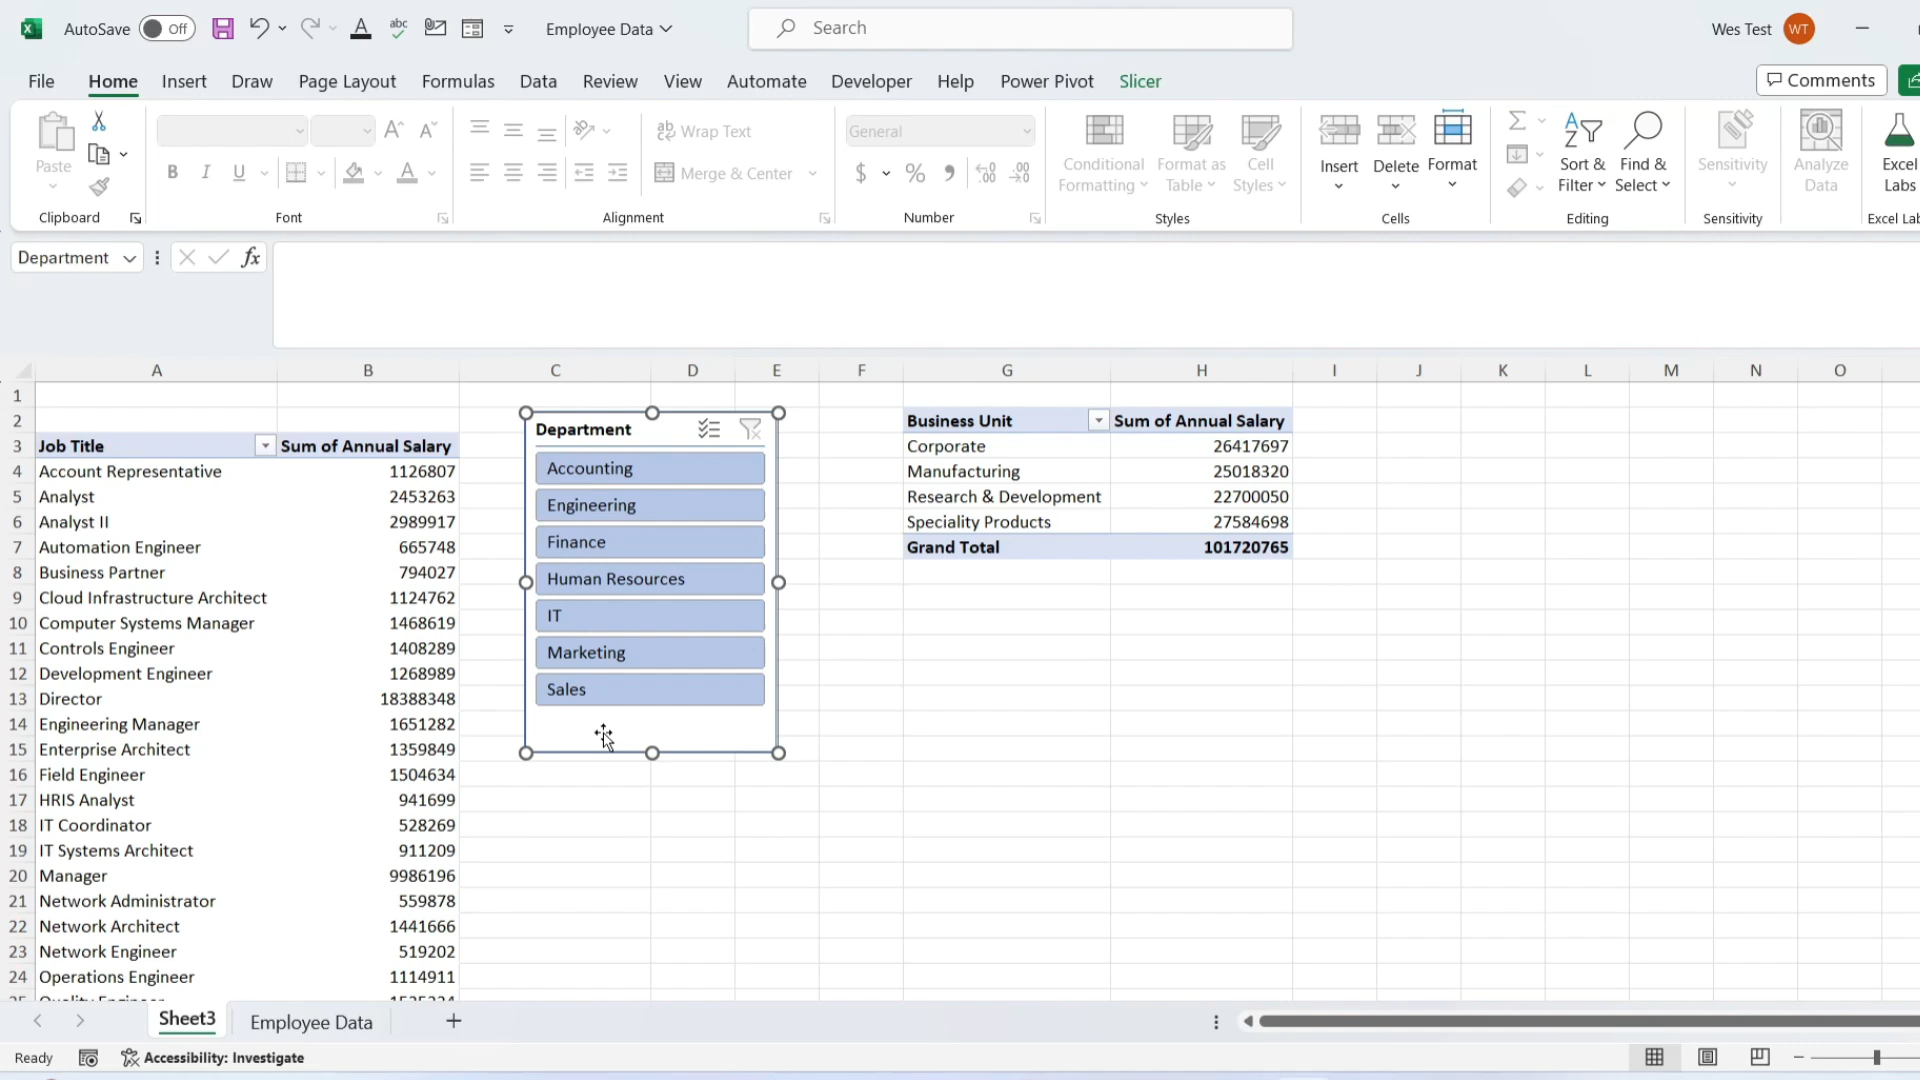 AutoSave Off Employee Data Search Wes Test WT
File Home Insert Draw Page Layout Formulas Data Review View Automate Developer Help Power Pivot Slicer Comments
Paste
Clipboard
B I U A
Font
ab Wrap Text
Merge & Center
Alignment
General
$ % 9
Number
Conditional Formatting
Format as Table
Cell Styles
Styles
Insert Delete Format
Cells
Sort & Filter
Find & Select
Editing
Sensitivity
Sensitivity
Analyze Data
Excel Labs
Department fx
A B C D E F G H I J K L M N O
1
2 Business Unit Sum of Annual Salary
3 Job Title Sum of Annual Salary Corporate 26417697
4 Account Representative 1126807 Manufacturing 25018320
5 Analyst 2453263 Research & Development 22700050
6 Analyst II 2989917 Speciality Products 27584698
7 Automation Engineer 665748 Grand Total 101720765
8 Business Partner 794027
9 Cloud Infrastructure Architect 1124762
10 Computer Systems Manager 1468619
11 Controls Engineer 1408289
12 Development Engineer 1268989
13 Director 18388348
14 Engineering Manager 1651282
15 Enterprise Architect 1359849
16 Field Engineer 1504634
17 HRIS Analyst 941699
18 IT Coordinator 528269
19 IT Systems Architect 911209
20 Manager 9986196
21 Network Administrator 559878
22 Network Architect 1441666
23 Network Engineer 519202
24 Operations Engineer 1114911
Department
Accounting
Engineering
Finance
Human Resources
IT
Marketing
Sales
Sheet3 Employee Data
Ready Accessibility: Investigate